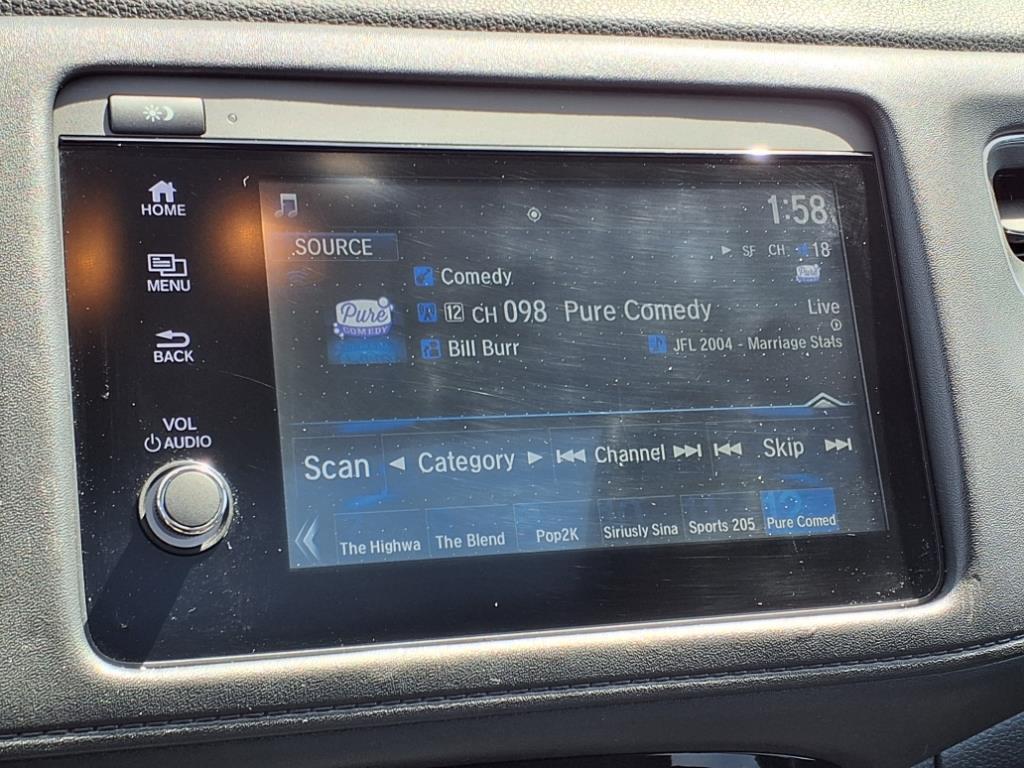 HOME
MENU
BACK
VOL
AUDIO
1:58
SOURCE
SF CH 18
Comedy
Pure
Pure
COMEDY
12 CH 098 Pure Comedy
Live
Bill Burr
JFL 2004 - Marriage Stats
Scan Category Channel Skip
The Highwa The Blend Pop2K Siriusly Sina Sports 205 Pure Comed